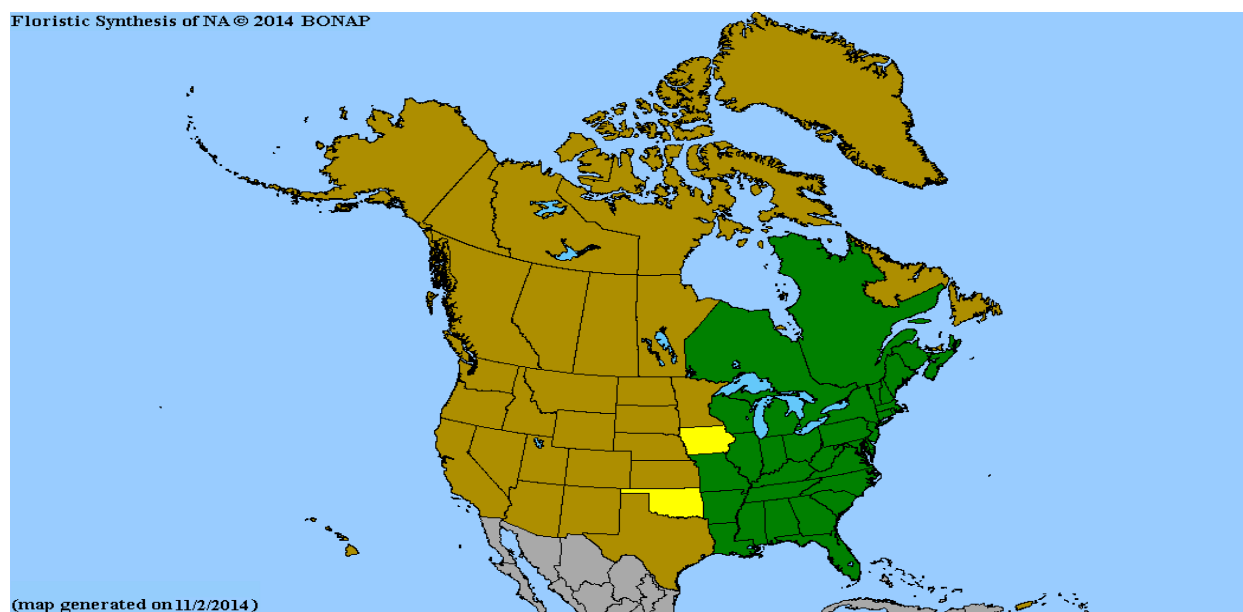 Floristic Synthesis of NA © 2014 BONAP
(map generated on 11/2/2014)